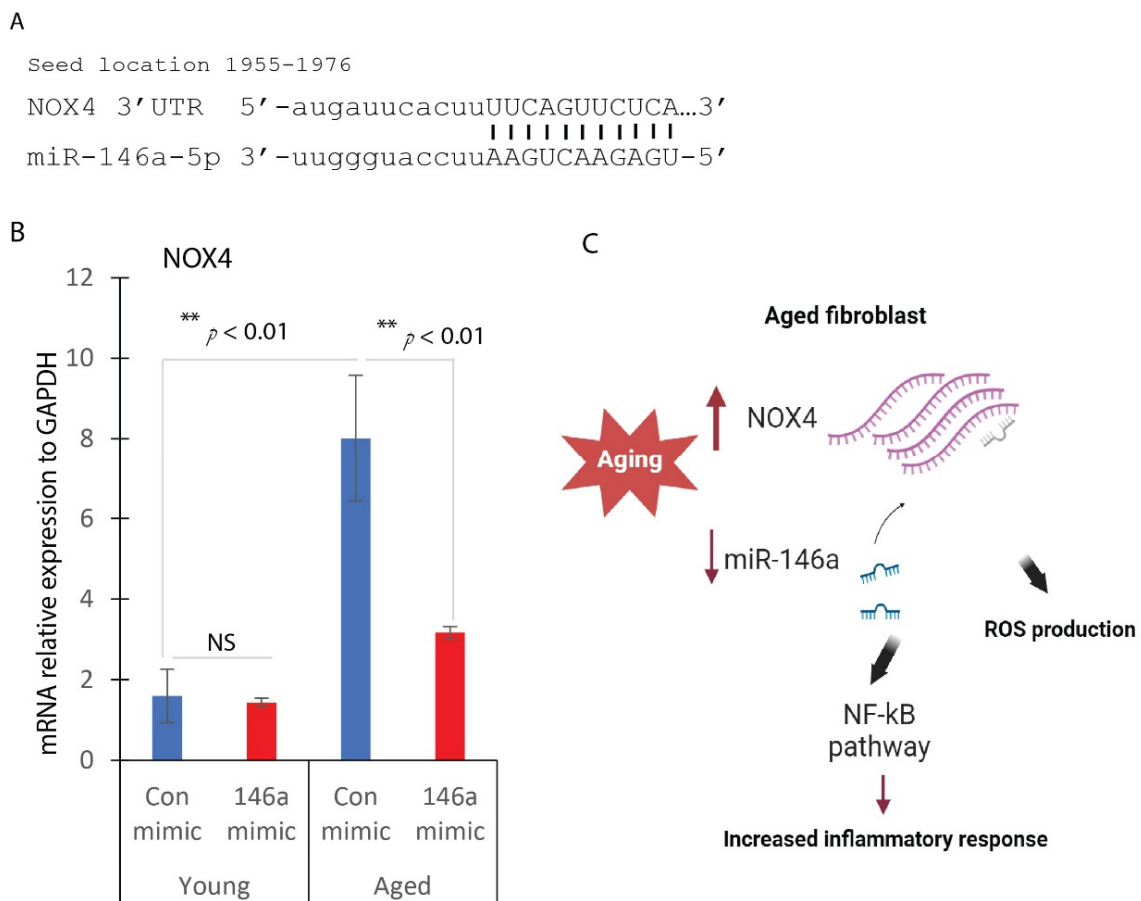 A
Seed location 1955-1976
NOX4 3’UTR 5’-augauucacuuUUCAGUUCUCA…3’
miR-146a-5p 3’-uuggguaccuuAAGUCAAGAGU-5’
B
NOX4
mRNA relative expression to GAPDH
12
10
8
6
4
2
0
** p < 0.01
** p < 0.01
NS
Con mimic
146a mimic
Con mimic
146a mimic
Young
Aged
C
Aged fibroblast
Aging
NOX4
miR-146a
ROS production
NF-kB
pathway
Increased inflammatory response